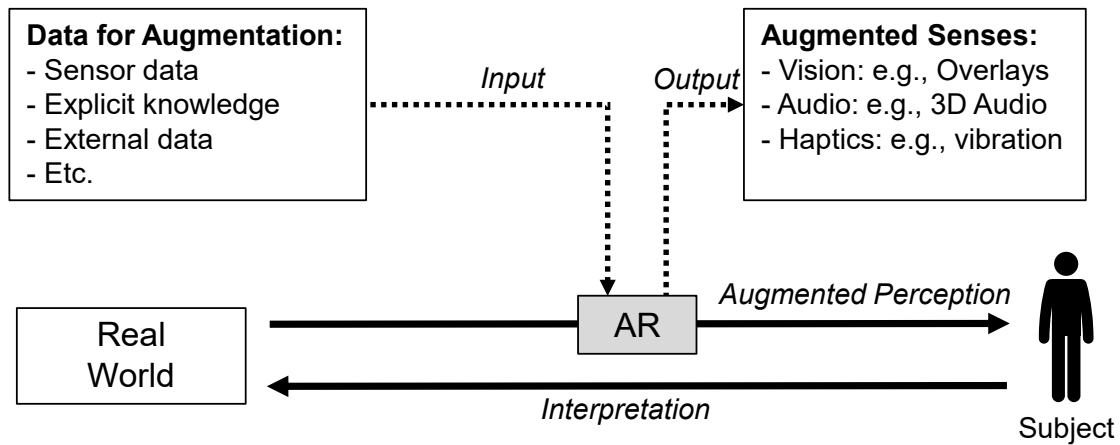 Data for Augmentation:
- Sensor data
- Explicit knowledge
- External data
- Etc.
Input
Output
Augmented Senses:
- Vision: e.g., Overlays
- Audio: e.g., 3D Audio
- Haptics: e.g., vibration
Real
World
AR
Augmented Perception
Interpretation
Subject